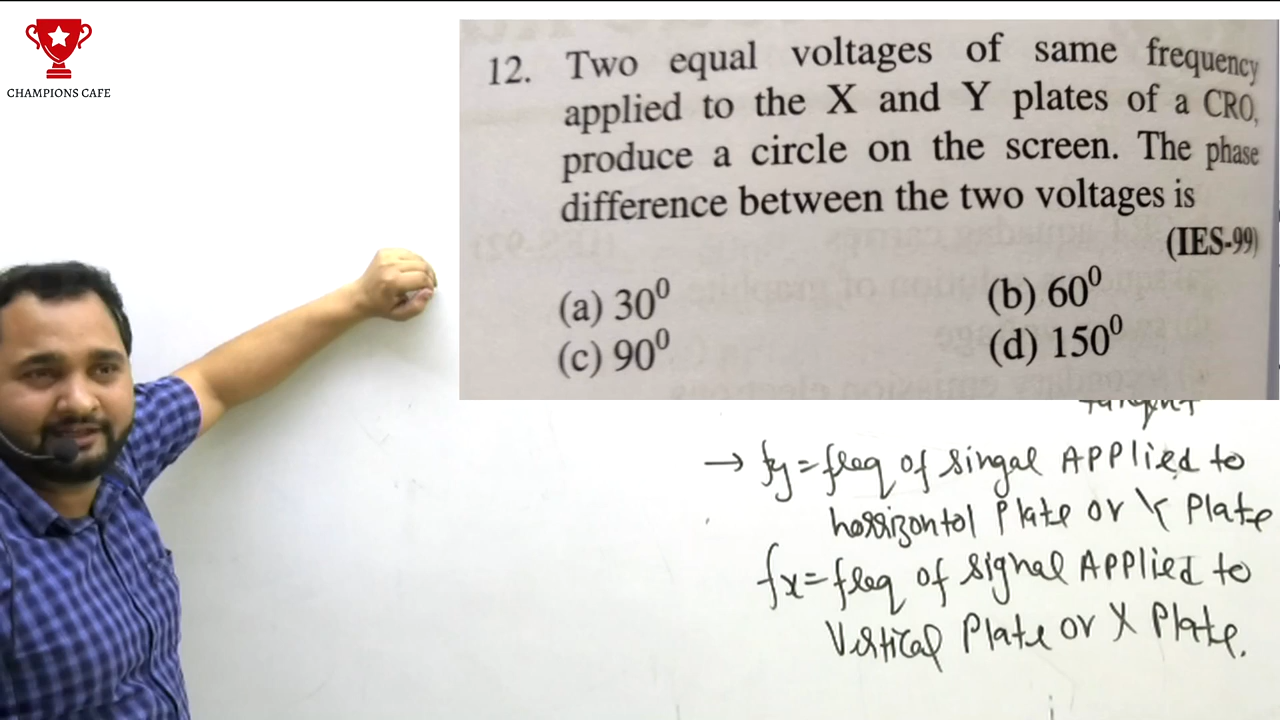 CHAMPIONS CAFE
12. Two equal voltages of same frequency
applied to the X and Y plates of a CRO,
produce a circle on the screen. The phase
difference between the two voltages is
(IES-99)
(a) 30⁰ (b) 60⁰
(c) 90⁰ (d) 150⁰
→ fy = freq of singal APPlied to
horrizontol Plate or Y Plate
fx = freq of signal APPlied to
Vertical Plate or X Plate.